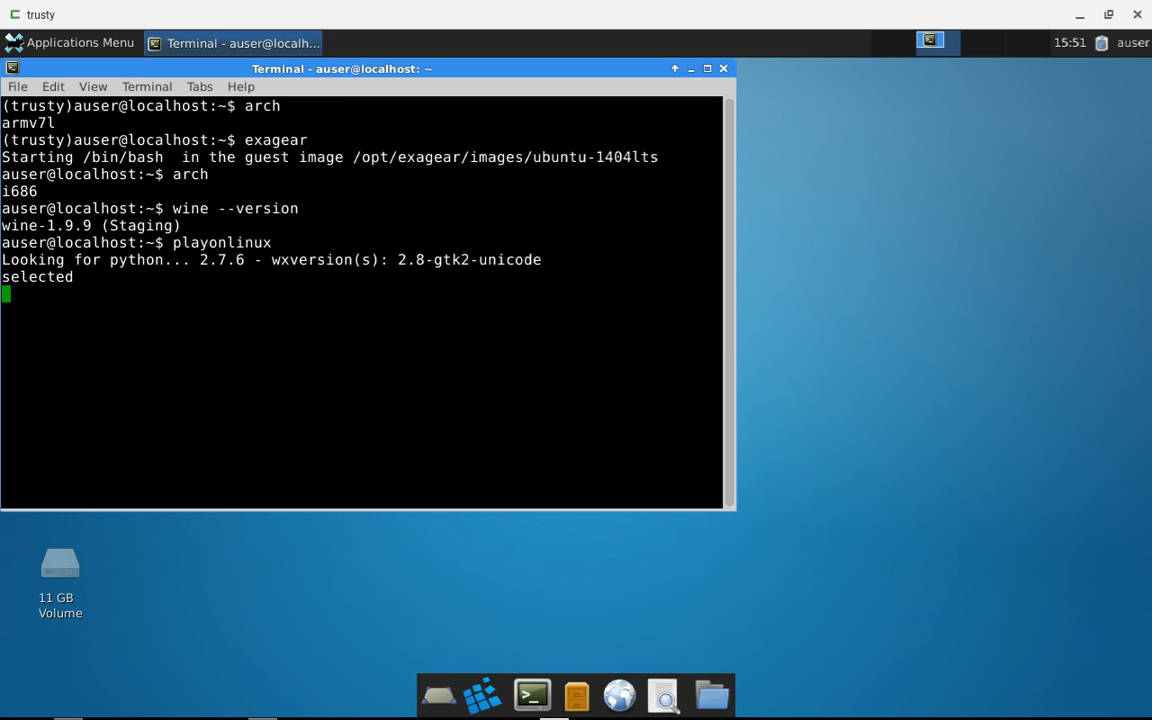 trusty
Applications Menu
Terminal - auser@localh...
15:51
auser
Terminal - auser@localhost: ~
File Edit View Terminal Tabs Help
(trusty)auser@localhost:~$ arch
armv7l
(trusty)auser@localhost:~$ exagear
Starting /bin/bash  in the guest image /opt/exagear/images/ubuntu-1404lts
auser@localhost:~$ arch
i686
auser@localhost:~$ wine --version
wine-1.9.9 (Staging)
auser@localhost:~$ playonlinux
Looking for python... 2.7.6 - wxversion(s): 2.8-gtk2-unicode
selected
11 GB
Volume